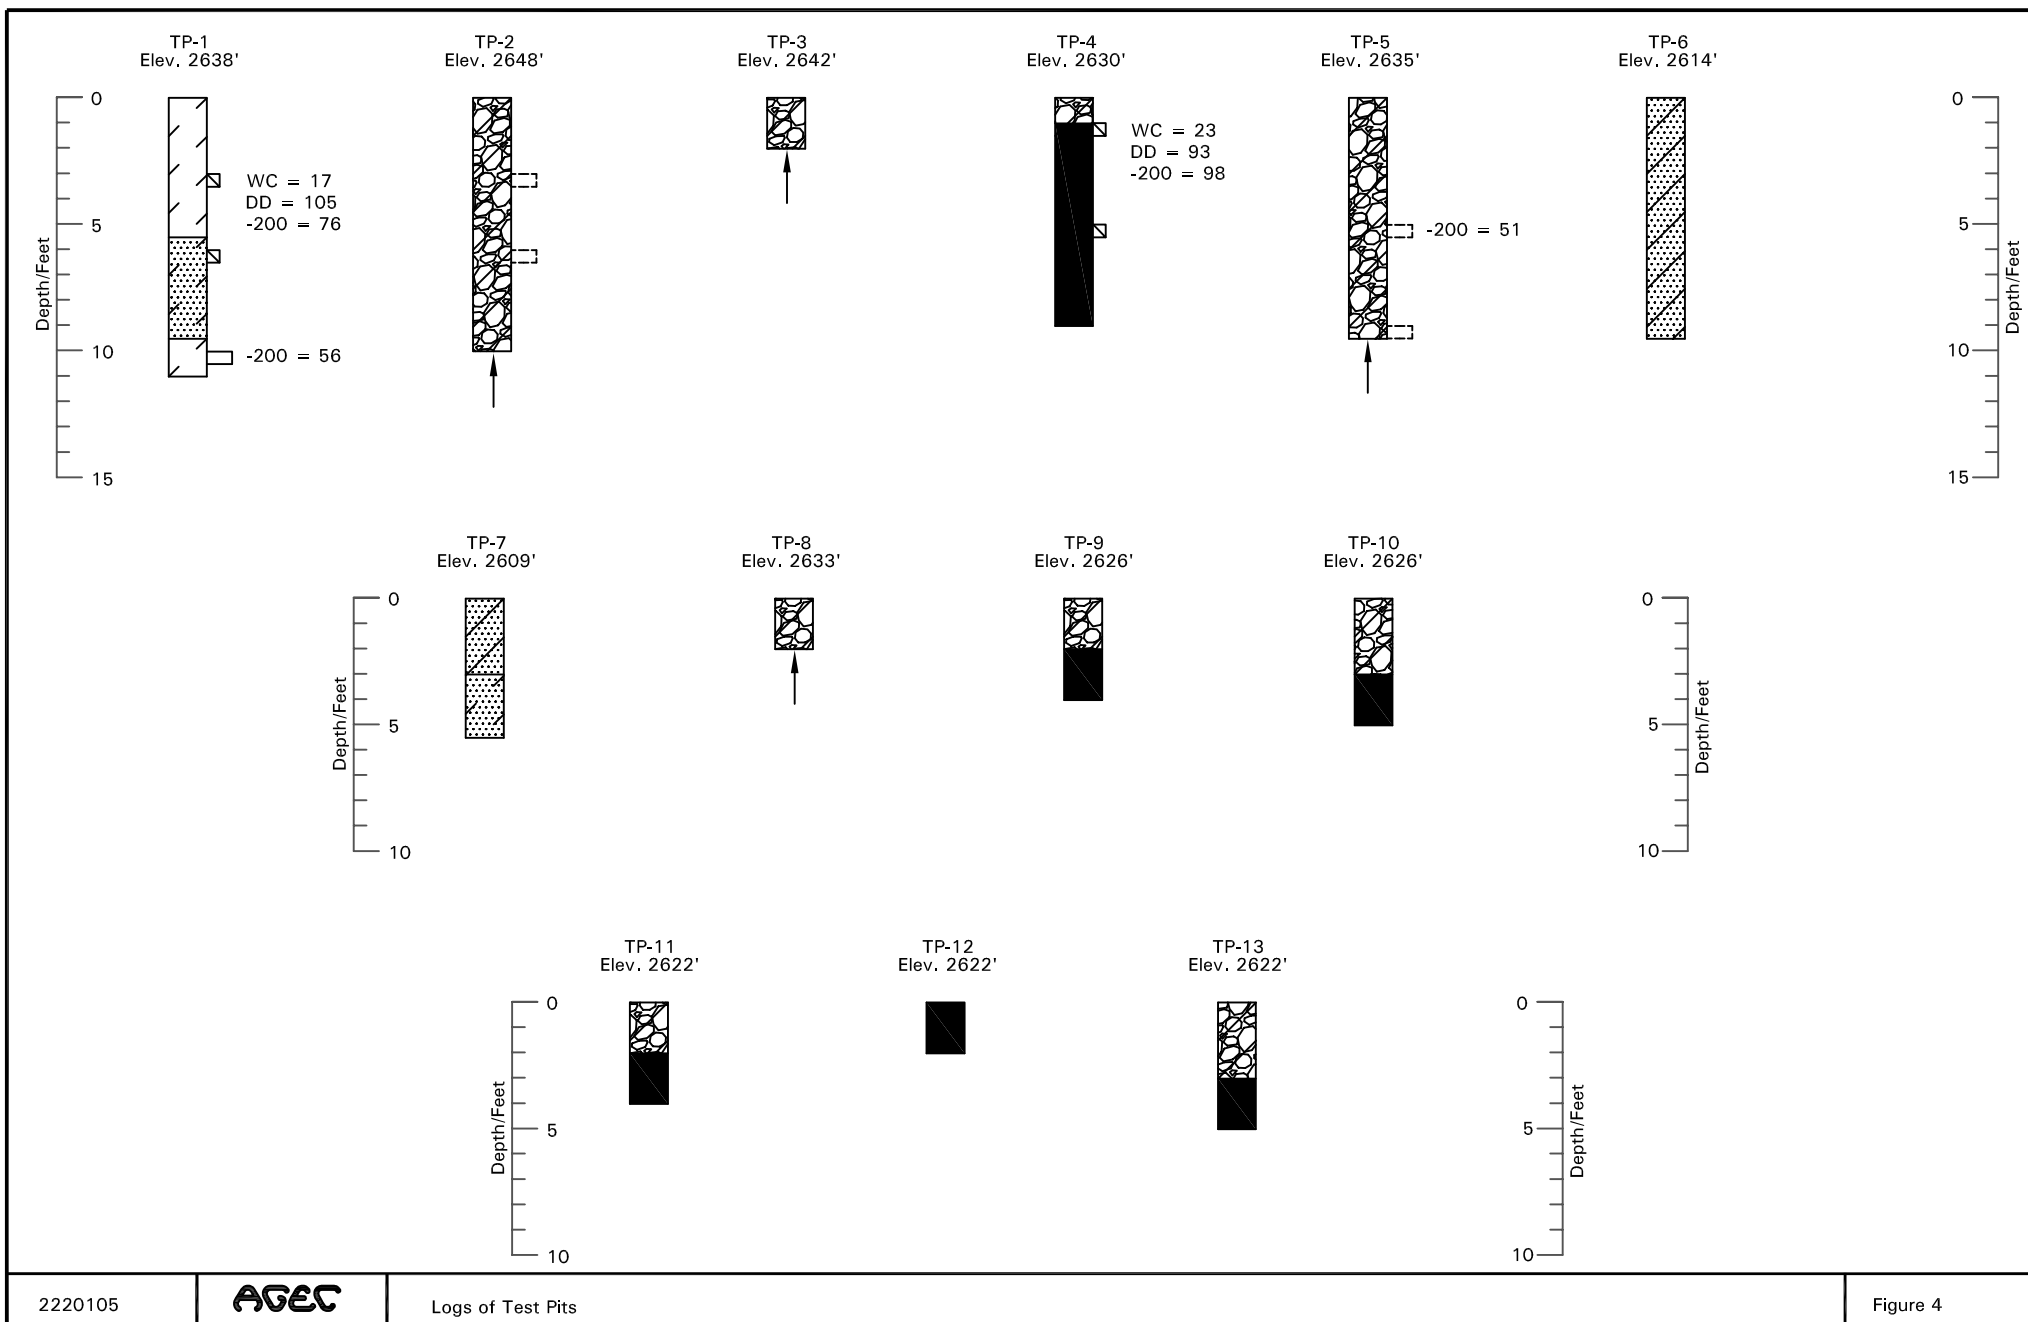 TP-1
Elev. 2638'
TP-2
Elev. 2648'
TP-3
Elev. 2642'
TP-4
Elev. 2630'
TP-5
Elev. 2635'
TP-6
Elev. 2614'
0
5
10
15
Depth/Feet
WC = 17
DD = 105
-200 = 76
-200 = 56
WC = 23
DD = 93
-200 = 98
-200 = 51
0
5
10
15
Depth/Feet
TP-7
Elev. 2609'
TP-8
Elev. 2633'
TP-9
Elev. 2626'
TP-10
Elev. 2626'
0
5
10
Depth/Feet
0
5
10
Depth/Feet
TP-11
Elev. 2622'
TP-12
Elev. 2622'
TP-13
Elev. 2622'
0
5
10
Depth/Feet
0
5
10
Depth/Feet
2220105
AGEC
Logs of Test Pits
Figure 4